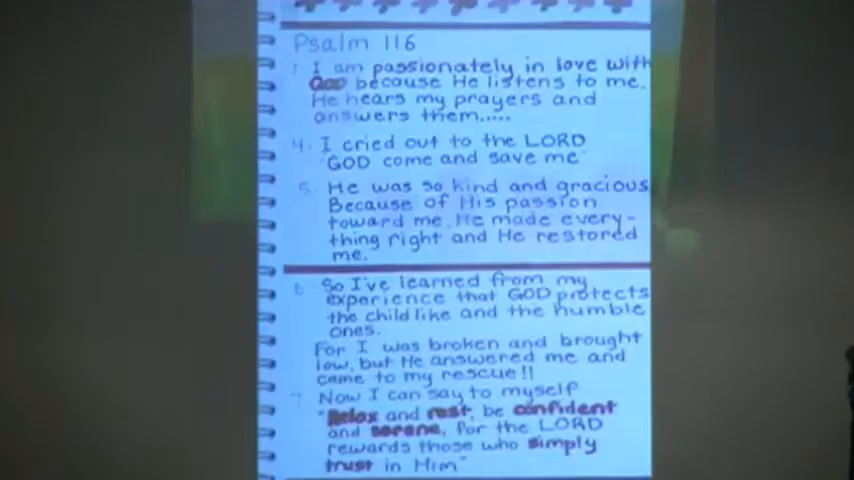 Psalm 116
1. I am passionately in love with
God because He listens to me.
He hears my prayers and
answers them.....
4. I cried out to the LORD
"GOD come and save me"
5. He was so kind and gracious
Because of His passion
toward me, He made every-
thing right and He restored
me.
6. So I've learned from my
experience that GOD protects
the childlike and the humble
ones.
For I was broken and brought
low, but He answered me and
came to my rescue!!
7. Now I can say to myself
"Relax and rest, be confident
and serene, for the LORD
rewards those who simply
trust in Him"